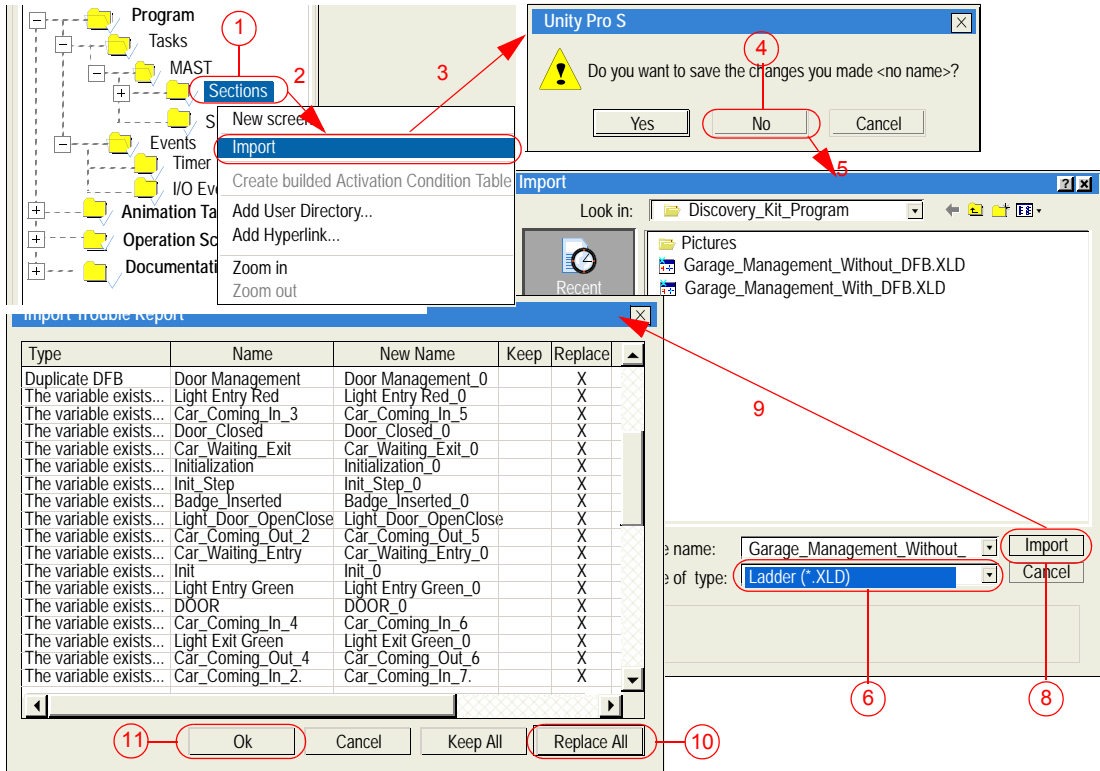 Program
Tasks
MAST
Sections
S
Events
Timer
I/O Eve
Animation Ta
Operation Sc
Documentati
1
2
3
New screen
Import
Create builded Activation Condition Table
Add User Directory...
Add Hyperlink...
Zoom in
Zoom out
Unity Pro S
4
Do you want to save the changes you made <no name>?
Yes No Cancel
5
Import
Look in: Discovery_Kit_Program
Recent
Pictures
Garage_Management_Without_DFB.XLD
Garage_Management_With_DFB.XLD
9
e name: Garage_Management_Without_ Import
e of type: Ladder (*.XLD) Cancel
6
8
Import Trouble Report
Type Name New Name Keep Replace
Duplicate DFB Door Management Door Management_0 X
The variable exists... Light Entry Red Light Entry Red_0 X
The variable exists... Car_Coming_In_3 Car_Coming_In_5 X
The variable exists... Door_Closed Door_Closed_0 X
The variable exists... Car_Waiting_Exit Car_Waiting_Exit_0 X
The variable exists... Initialization Initialization_0 X
The variable exists... Init_Step Init_Step_0 X
The variable exists... Badge_Inserted Badge_Inserted_0 X
The variable exists... Light_Door_OpenClose Light_Door_OpenClose X
The variable exists... Car_Coming_Out_2 Car_Coming_Out_5 X
The variable exists... Car_Waiting_Entry Car_Waiting_Entry_0 X
The variable exists... Init Init_0 X
The variable exists... Light Entry Green Light Entry Green_0 X
The variable exists... DOOR DOOR_0 X
The variable exists... Car_Coming_In_4 Car_Coming_In_6 X
The variable exists... Light Exit Green Light Exit Green_0 X
The variable exists... Car_Coming_Out_4 Car_Coming_Out_6 X
The variable exists... Car_Coming_In_2. Car_Coming_In_7. X
11 Ok Cancel Keep All Replace All 10